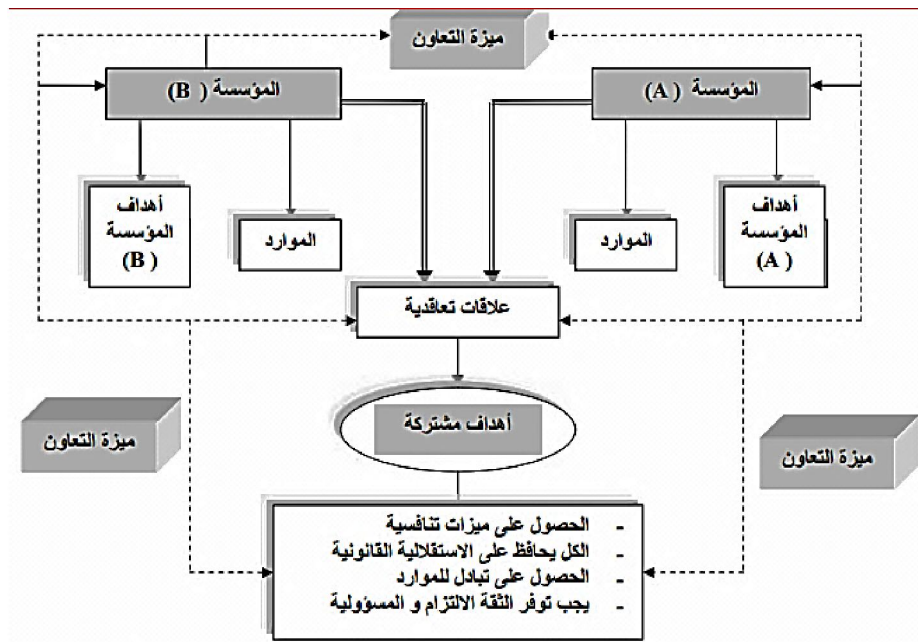 ميزة التعاون
المؤسسة (A)
المؤسسة (B)
أهداف
المؤسسة
(A)
الموارد
الموارد
أهداف
المؤسسة
(B)
علاقات تعاقدية
أهداف مشتركة
ميزة التعاون
ميزة التعاون
- الحصول على ميزات تنافسية
- الكل يحافظ على الاستقلالية القانونية
- الحصول على تبادل للموارد
- يجب توفر الثقة الالتزام و المسؤولية